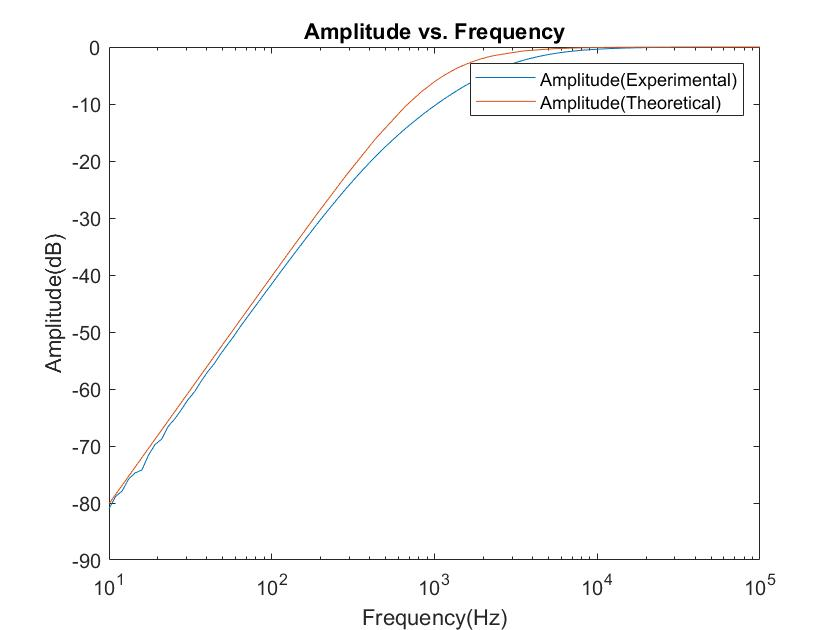 Amplitude vs. Frequency
0
Amplitude(Experimental)
Amplitude(Theoretical)
-10
-20
-30
-40
-50
-60
-70
-80
-90
Amplitude(dB)
10^1 10^2 10^3 10^4 10^5
Frequency(Hz)